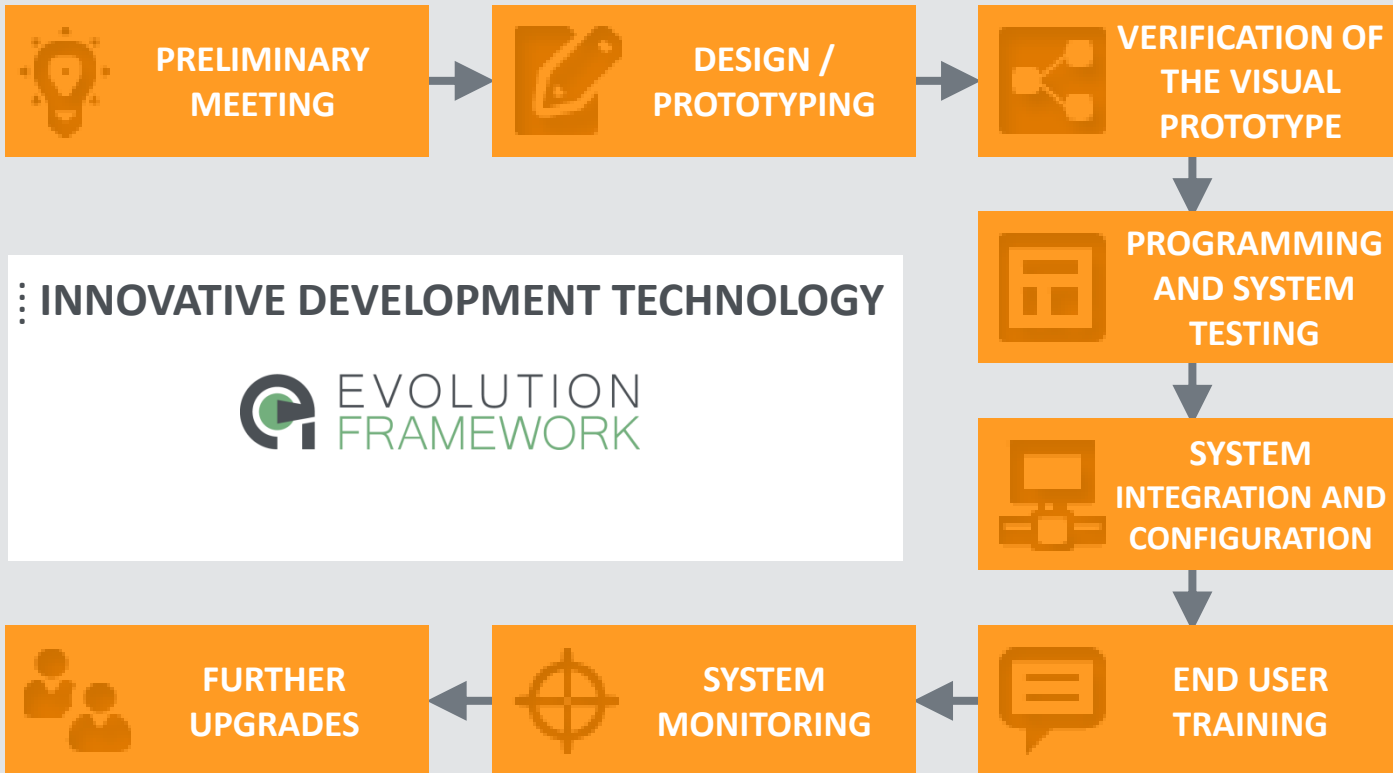 PRELIMINARY
MEETING
DESIGN /
PROTOTYPING
VERIFICATION OF
THE VISUAL
PROTOTYPE
PROGRAMMING
AND SYSTEM
TESTING
INNOVATIVE DEVELOPMENT TECHNOLOGY
EVOLUTION
FRAMEWORK
SYSTEM
INTEGRATION AND
CONFIGURATION
END USER
TRAINING
SYSTEM
MONITORING
FURTHER
UPGRADES